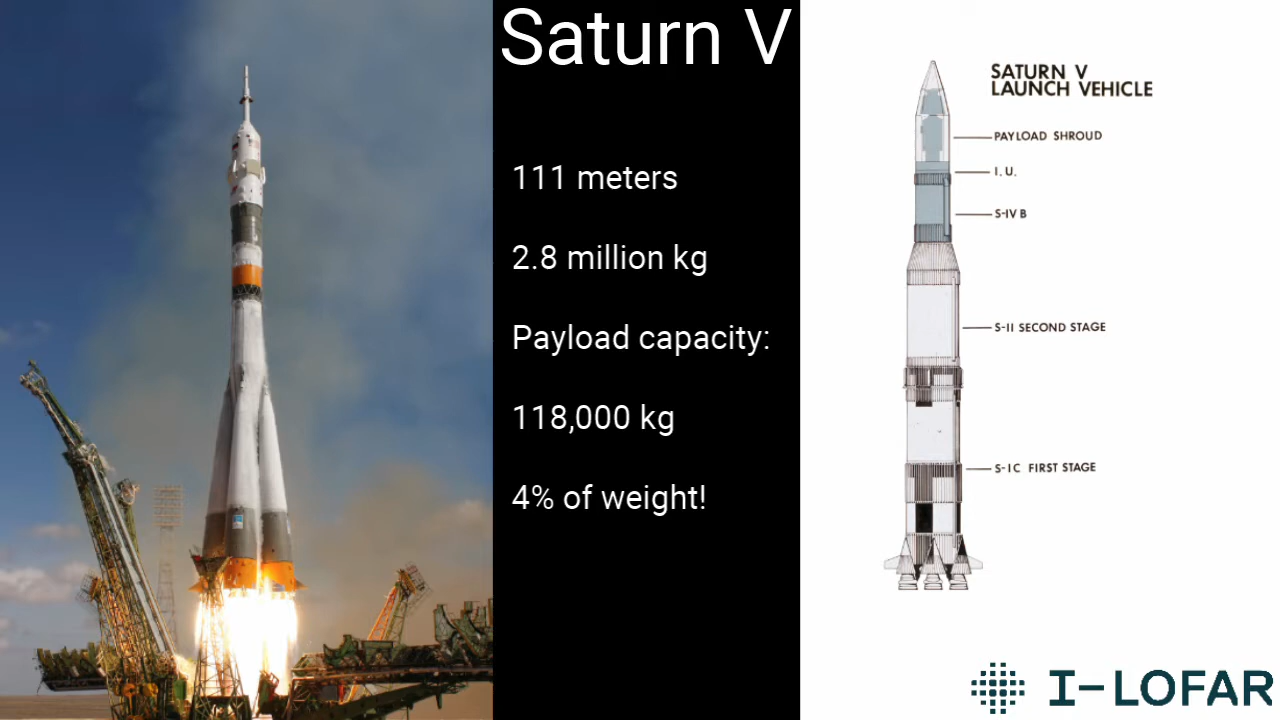 Saturn V
111 meters
2.8 million kg
Payload capacity:
118,000 kg
4% of weight!
SATURN V
LAUNCH VEHICLE
PAYLOAD SHROUD
I.U.
S-IVB
S-II SECOND STAGE
S-IC FIRST STAGE
I-LOFAR